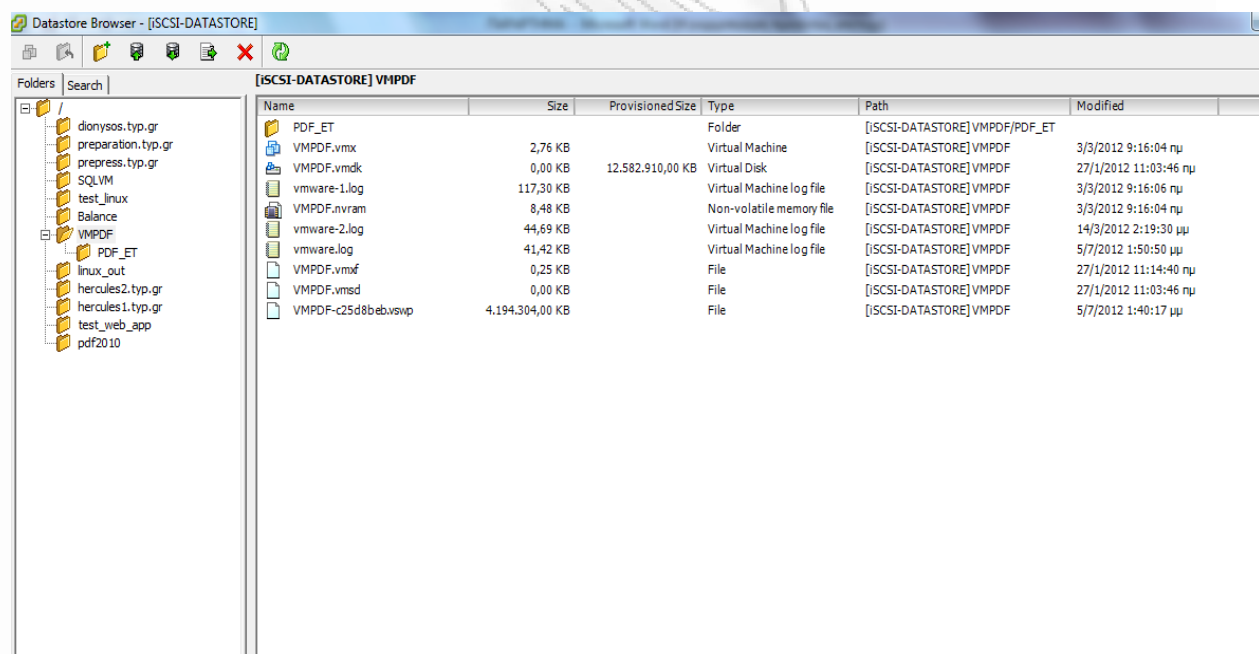 Datastore Browser - [iSCSI-DATASTORE]
Folders Search
[iSCSI-DATASTORE] VMPDF
/
dionysos.typ.gr
preparation.typ.gr
prepress.typ.gr
SQLVM
test_linux
Balance
VMPDF
PDF_ET
linux_out
hercules2.typ.gr
hercules1.typ.gr
test_web_app
pdf2010
Name Size Provisioned Size Type Path Modified
PDF_ET Folder [iSCSI-DATASTORE] VMPDF/PDF_ET
VMPDF.vmx 2,76 KB Virtual Machine [iSCSI-DATASTORE] VMPDF 3/3/2012 9:16:04 πμ
VMPDF.vmdk 0,00 KB 12.582.910,00 KB Virtual Disk [iSCSI-DATASTORE] VMPDF 27/1/2012 11:03:46 πμ
vmware-1.log 117,30 KB Virtual Machine log file [iSCSI-DATASTORE] VMPDF 3/3/2012 9:16:06 πμ
VMPDF.nvram 8,48 KB Non-volatile memory file [iSCSI-DATASTORE] VMPDF 3/3/2012 9:16:04 πμ
vmware-2.log 44,69 KB Virtual Machine log file [iSCSI-DATASTORE] VMPDF 14/3/2012 2:19:30 μμ
vmware.log 41,42 KB Virtual Machine log file [iSCSI-DATASTORE] VMPDF 5/7/2012 1:50:50 μμ
VMPDF.vmxf 0,25 KB File [iSCSI-DATASTORE] VMPDF 27/1/2012 11:14:40 πμ
VMPDF.vmsd 0,00 KB File [iSCSI-DATASTORE] VMPDF 27/1/2012 11:03:46 πμ
VMPDF-c25d8beb.vswp 4.194.304,00 KB File [iSCSI-DATASTORE] VMPDF 5/7/2012 1:40:17 μμ